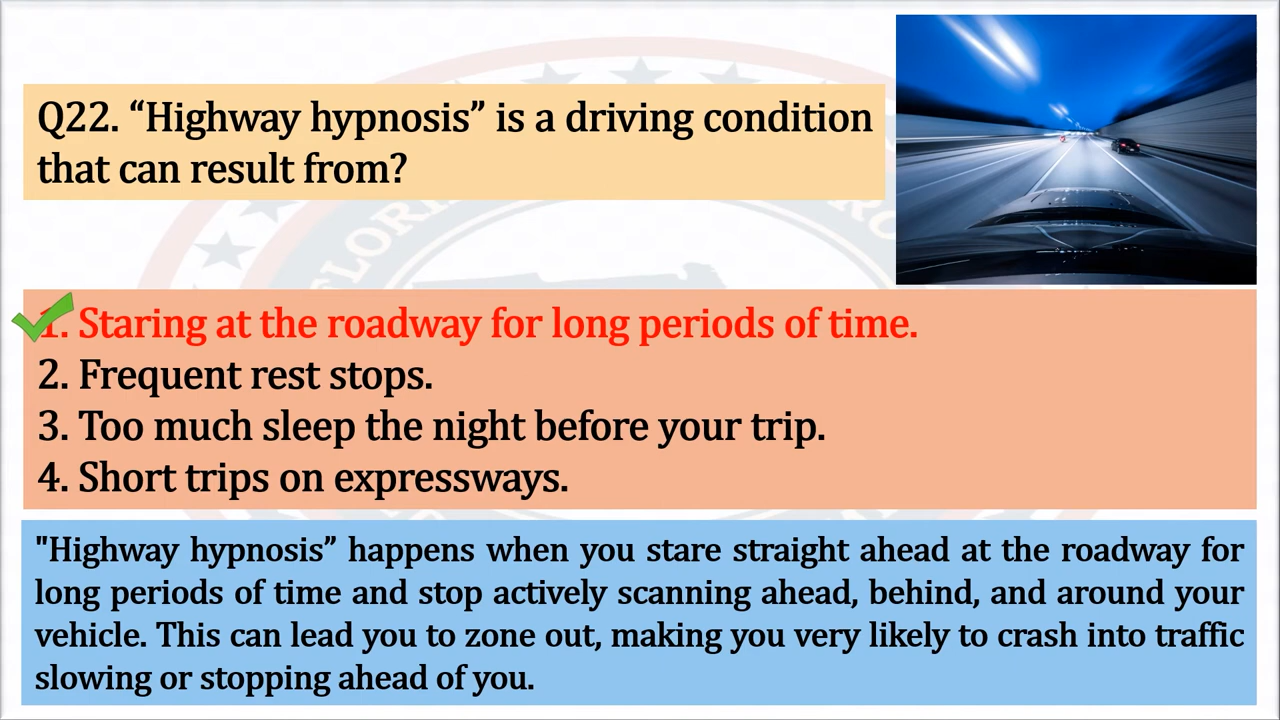 Q22. “Highway hypnosis” is a driving condition
that can result from?
1. Staring at the roadway for long periods of time.
2. Frequent rest stops.
3. Too much sleep the night before your trip.
4. Short trips on expressways.
"Highway hypnosis” happens when you stare straight ahead at the roadway for
long periods of time and stop actively scanning ahead, behind, and around your
vehicle. This can lead you to zone out, making you very likely to crash into traffic
slowing or stopping ahead of you.